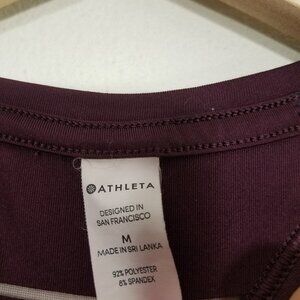 ATHLETA
DESIGNED IN
SAN FRANCISCO
M
MADE IN SRI LANKA
92% POLYESTER
8% SPANDEX